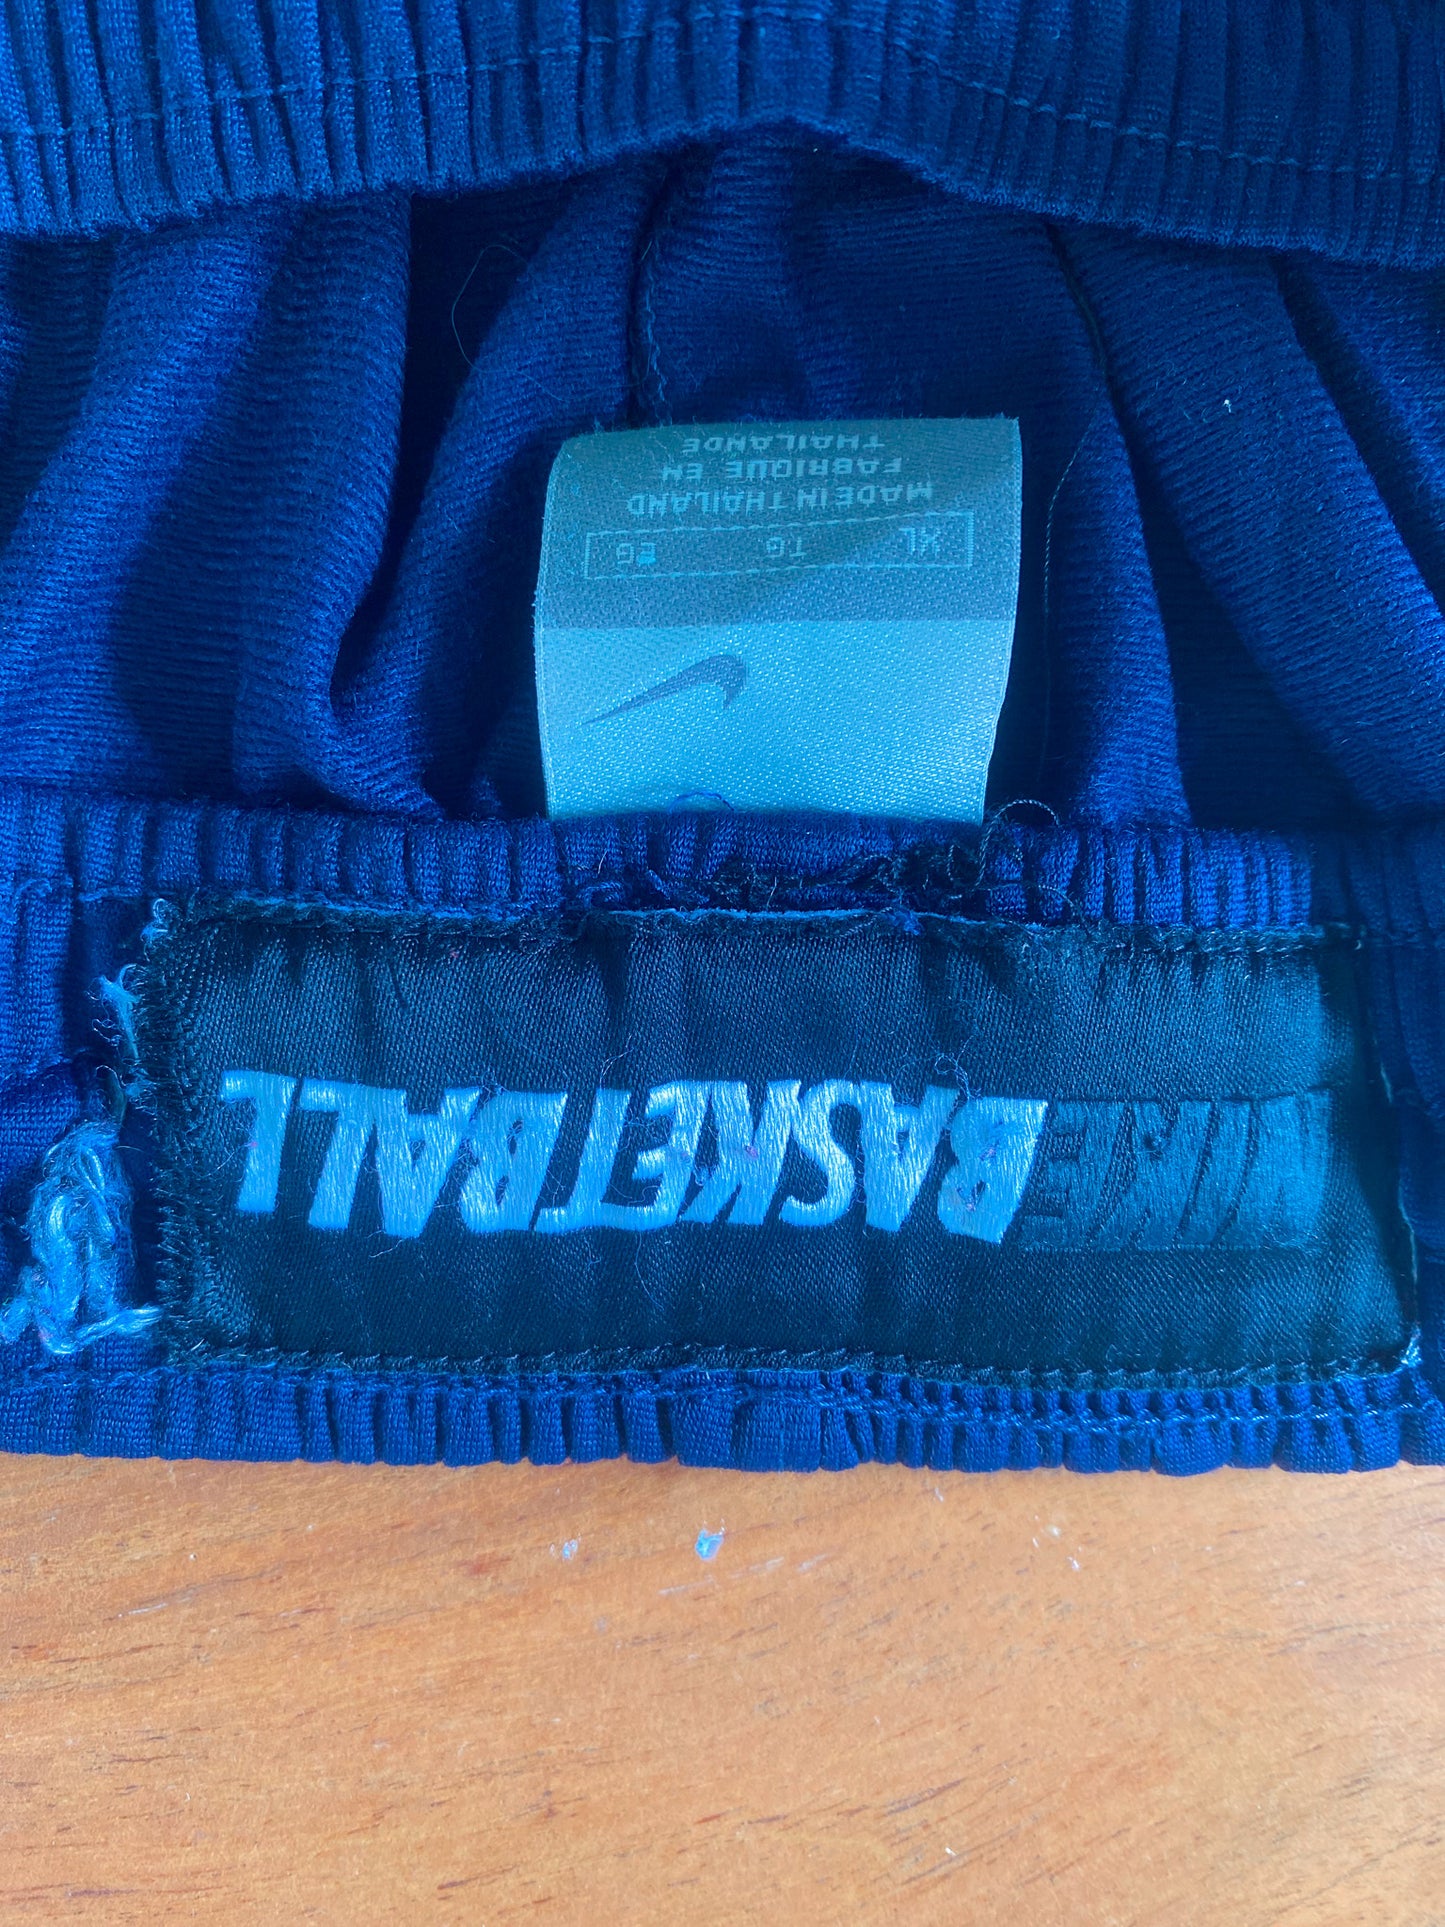 NIKE BASKETBALL
XL TG EG
MADE IN THAILAND
FABRIQUE EN
THAILANDE